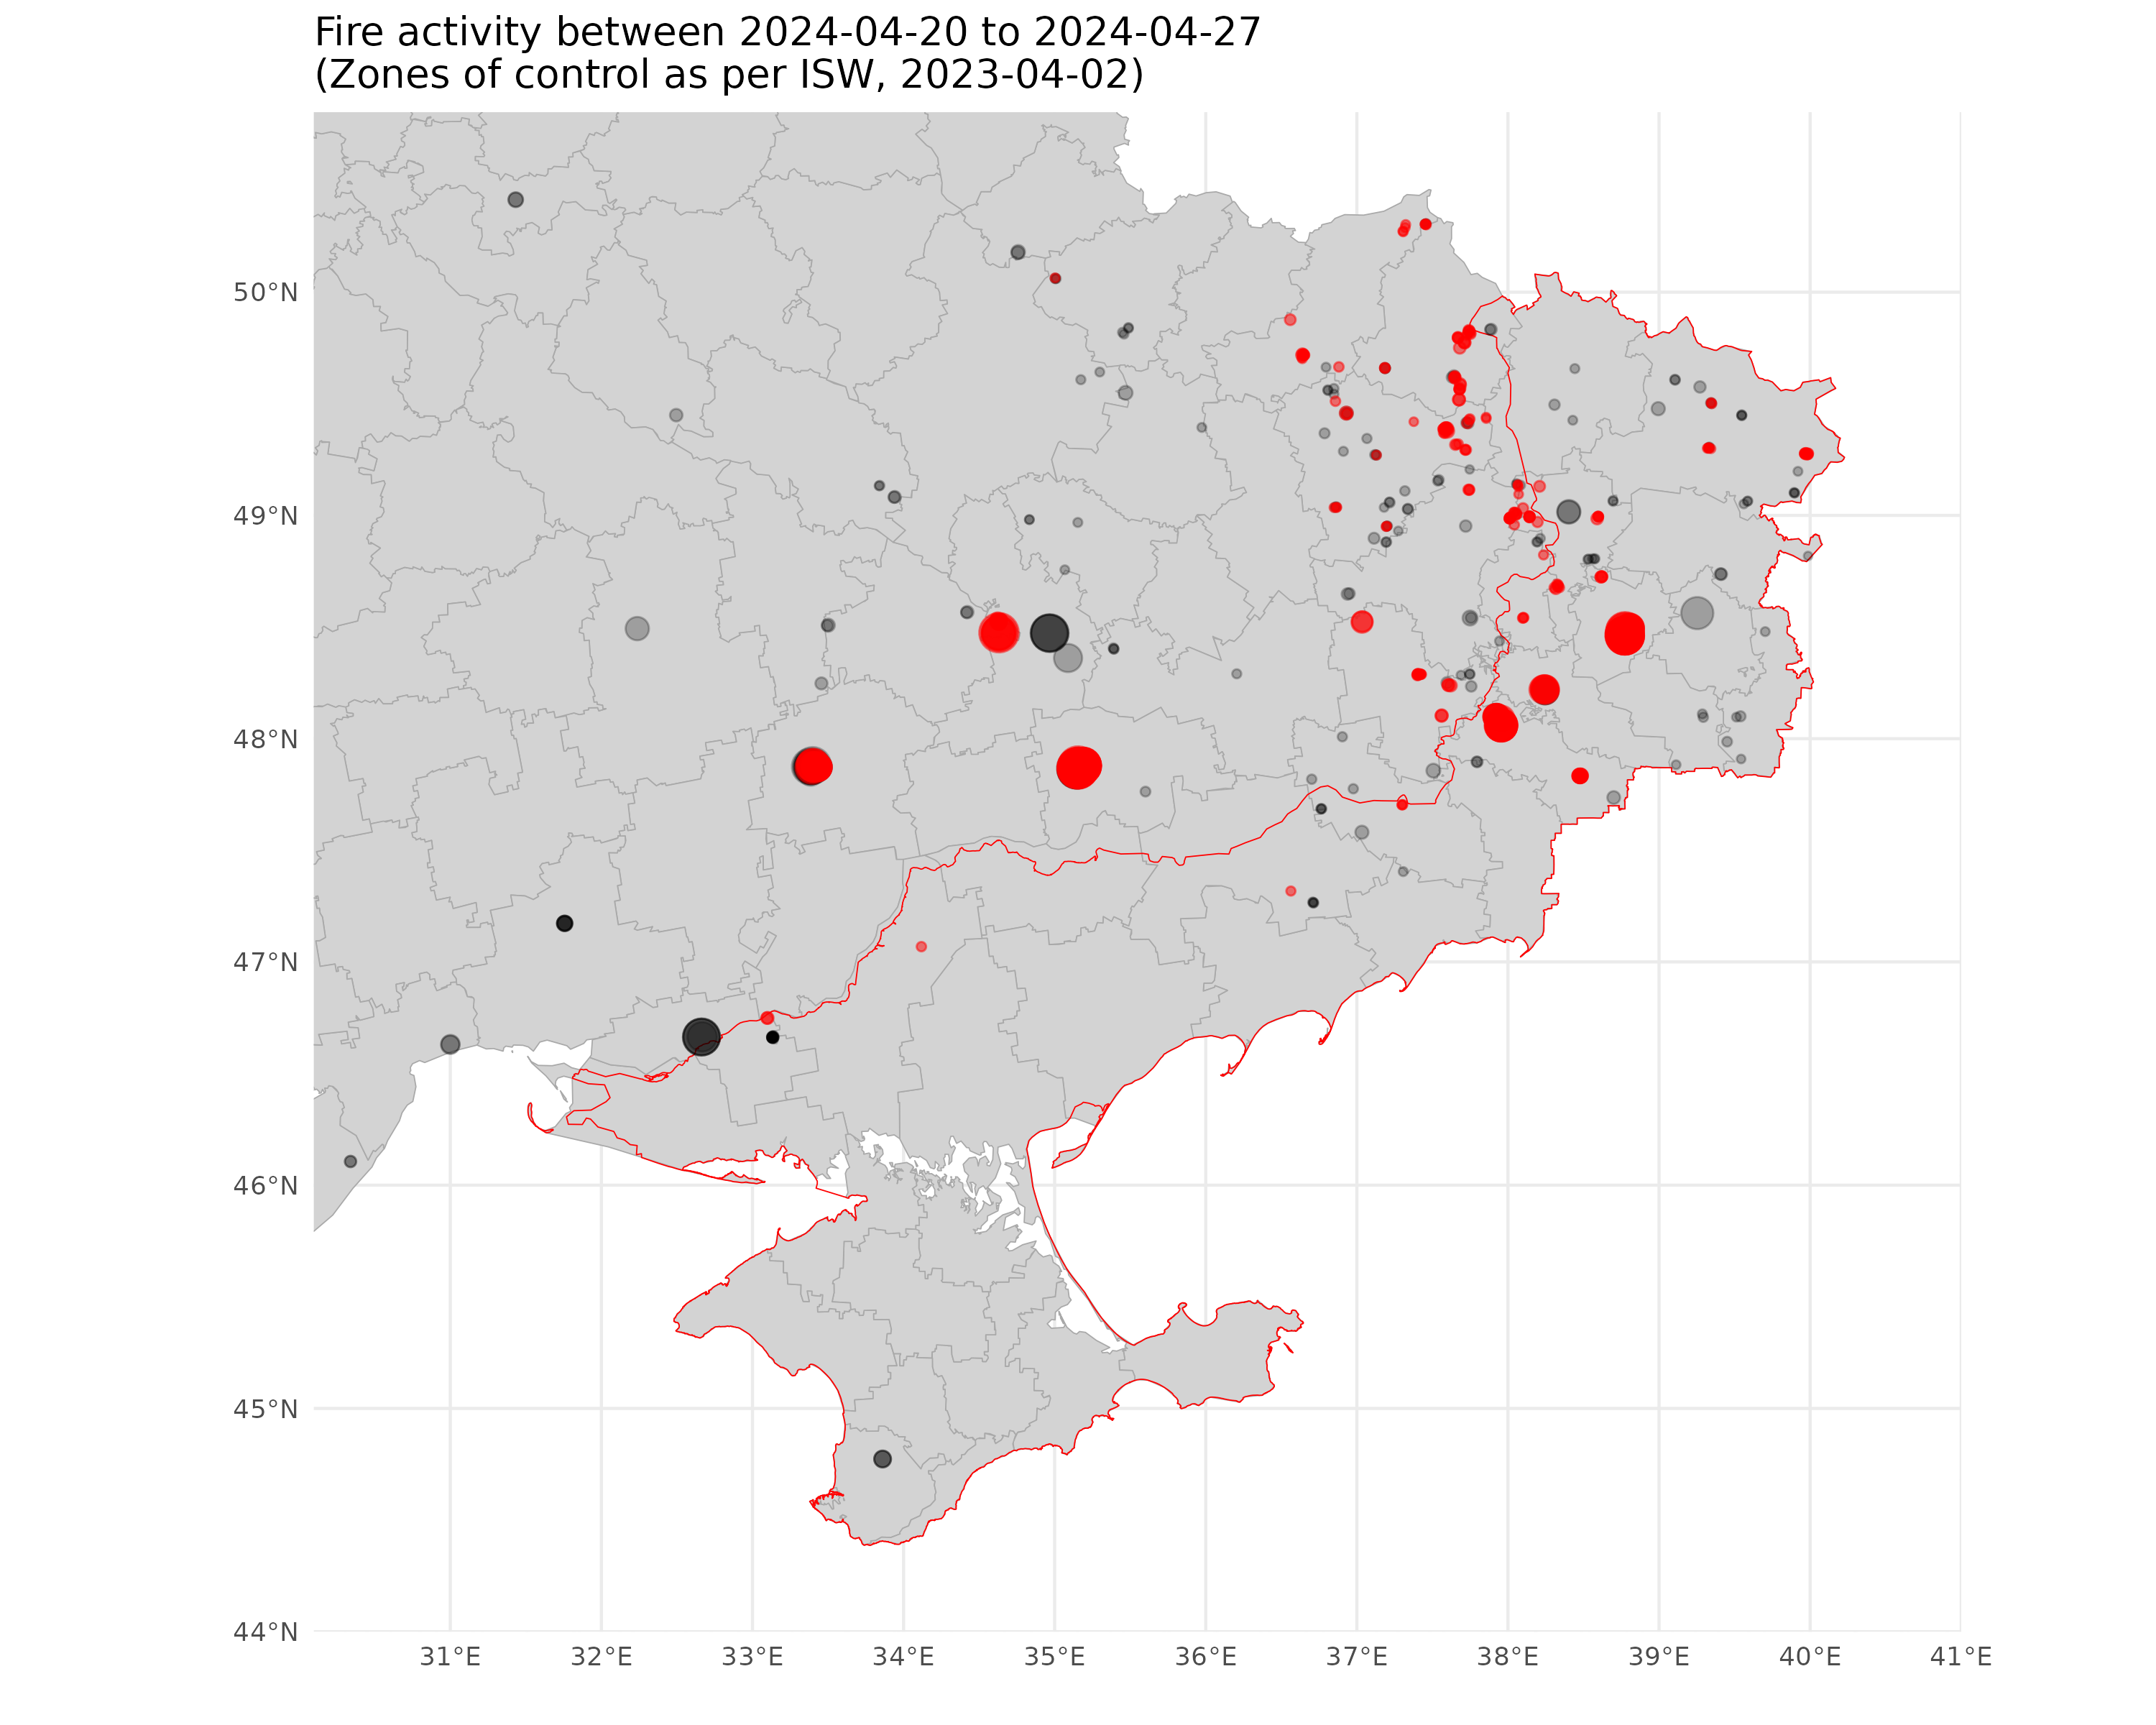 Fire activity between 2024-04-20 to 2024-04-27
(Zones of control as per ISW, 2023-04-02)
50°N
49°N
48°N
47°N
46°N
45°N
44°N
31°E 32°E 33°E 34°E 35°E 36°E 37°E 38°E 39°E 40°E 41°E